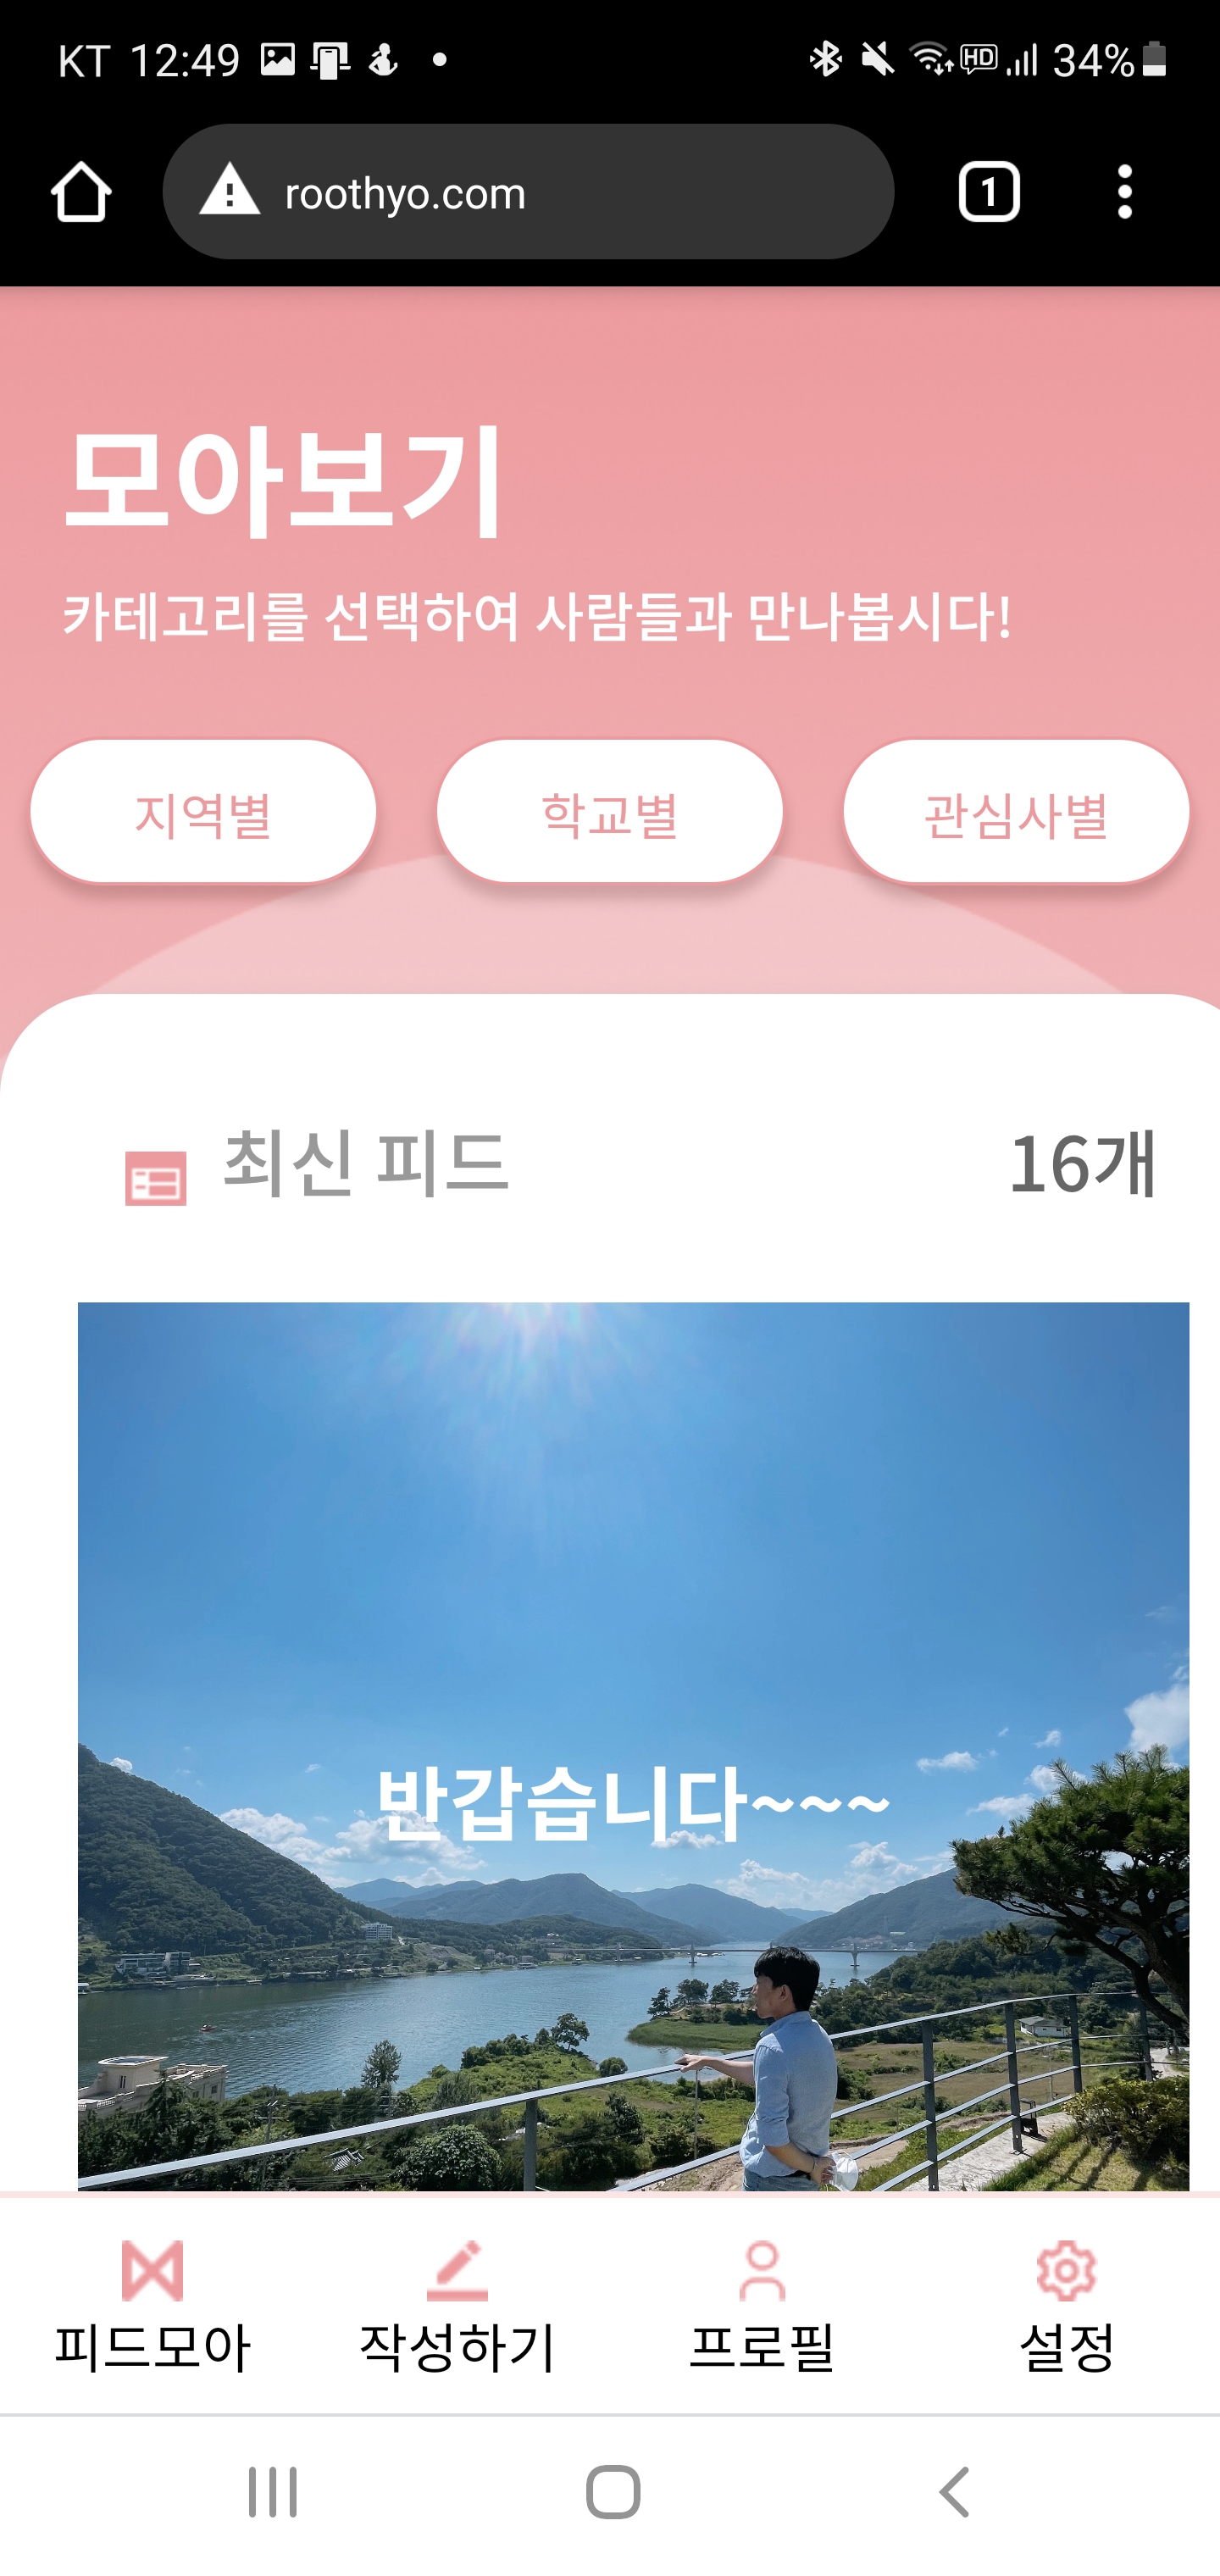 KT 12:49 HD 34%
roothyo.com 1
모아보기
카테고리를 선택하여 사람들과 만나봅시다!
지역별 학교별 관심사별
최신 피드 16개
반갑습니다~~~
피드모아 작성하기 프로필 설정